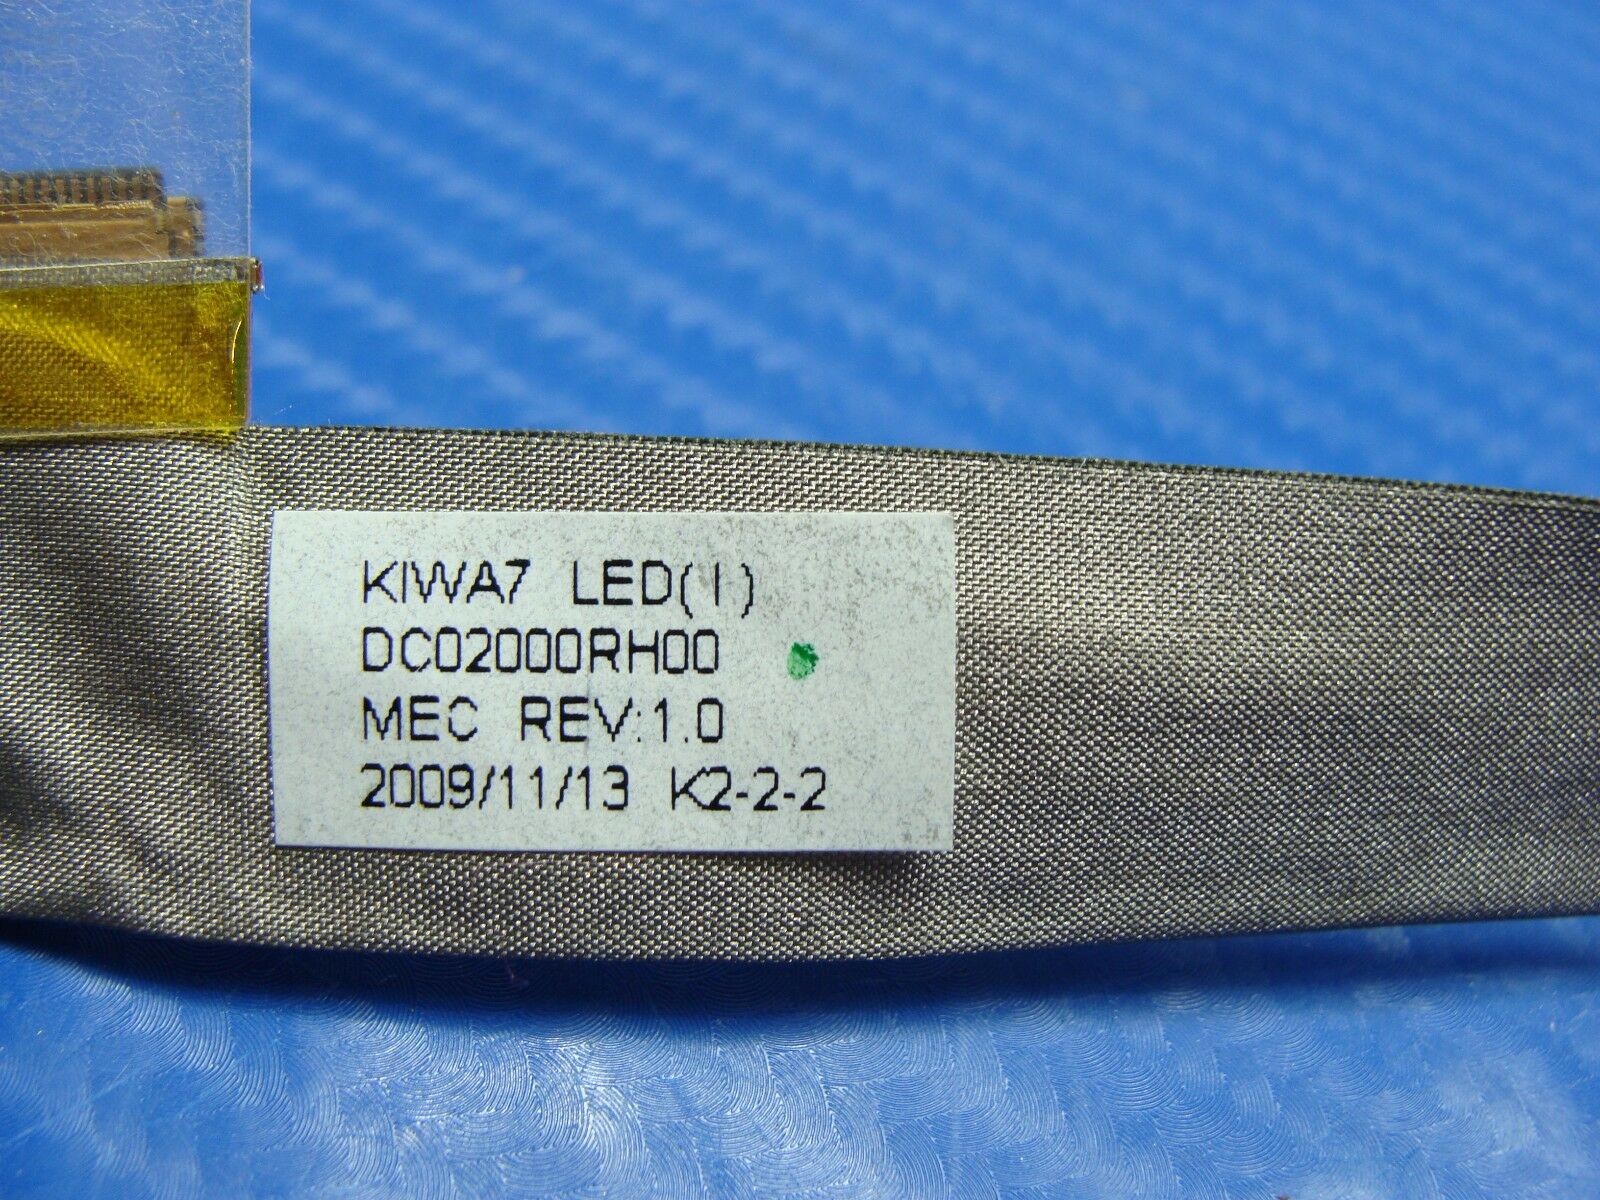 KIWA7 LED(I)
DC02000RH00
MEC REV:1.0
2009/11/13 K2-2-2